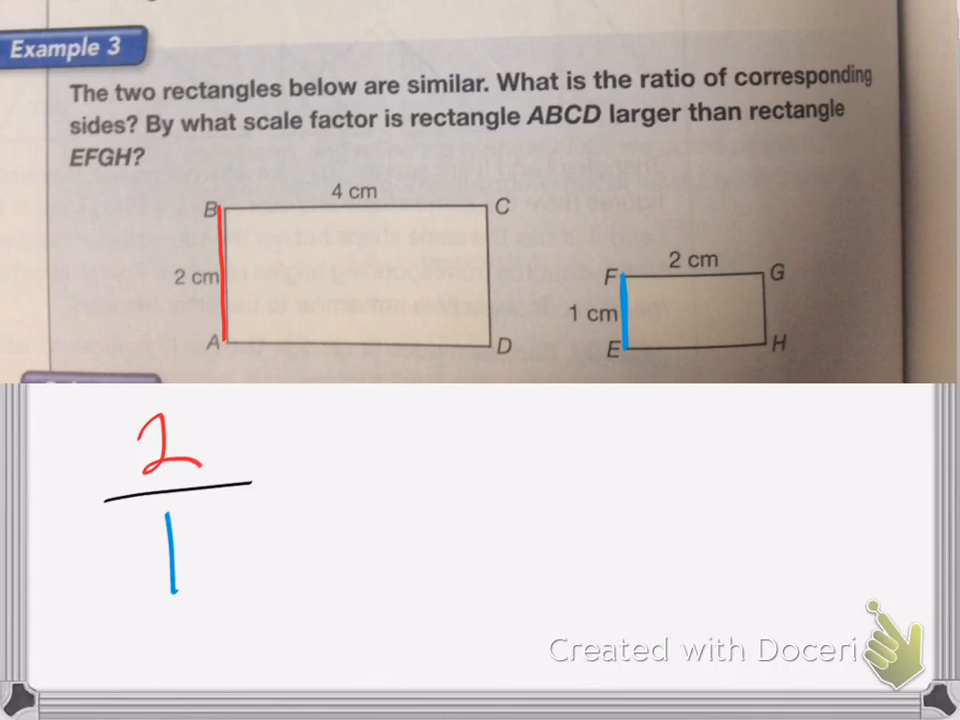 Example 3
The two rectangles below are similar. What is the ratio of corresponding
sides? By what scale factor is rectangle ABCD larger than rectangle
EFGH?
4 cm
B
C
2 cm
A
D
2 cm
F
G
1 cm
E
H
2
1
Created with Doceri